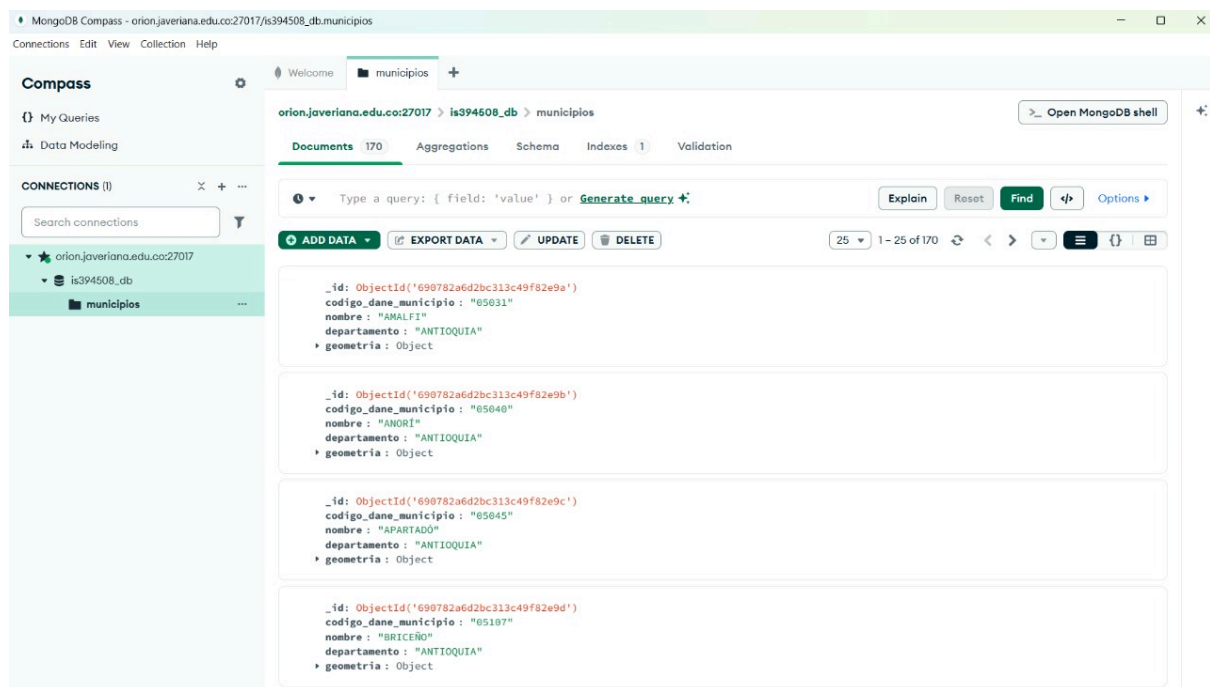 MongoDB Compass - orion.javeriana.edu.co:27017/is394508_db.municipios
Connections Edit View Collection Help
Compass
{} My Queries
Data Modeling
CONNECTIONS (1)
Search connections
orion.javeriana.edu.co:27017
is394508_db
municipios
Welcome
municipios
orion.javeriana.edu.co:27017 > is394508_db > municipios
>_ Open MongoDB shell
Documents 170 Aggregations Schema Indexes 1 Validation
Type a query: { field: 'value' } or Generate query
Explain Reset Find </> Options
ADD DATA EXPORT DATA UPDATE DELETE
25 1 – 25 of 170 {}
_id: ObjectId('690782a6d2bc313c49f82e9a')
codigo_dane_municipio : "05031"
nombre : "AMALFI"
departamento : "ANTIOQUIA"
geometria : Object
_id: ObjectId('690782a6d2bc313c49f82e9b')
codigo_dane_municipio : "05040"
nombre : "ANORÍ"
departamento : "ANTIOQUIA"
geometria : Object
_id: ObjectId('690782a6d2bc313c49f82e9c')
codigo_dane_municipio : "05045"
nombre : "APARTADÓ"
departamento : "ANTIOQUIA"
geometria : Object
_id: ObjectId('690782a6d2bc313c49f82e9d')
codigo_dane_municipio : "05107"
nombre : "BRICEÑO"
departamento : "ANTIOQUIA"
geometria : Object